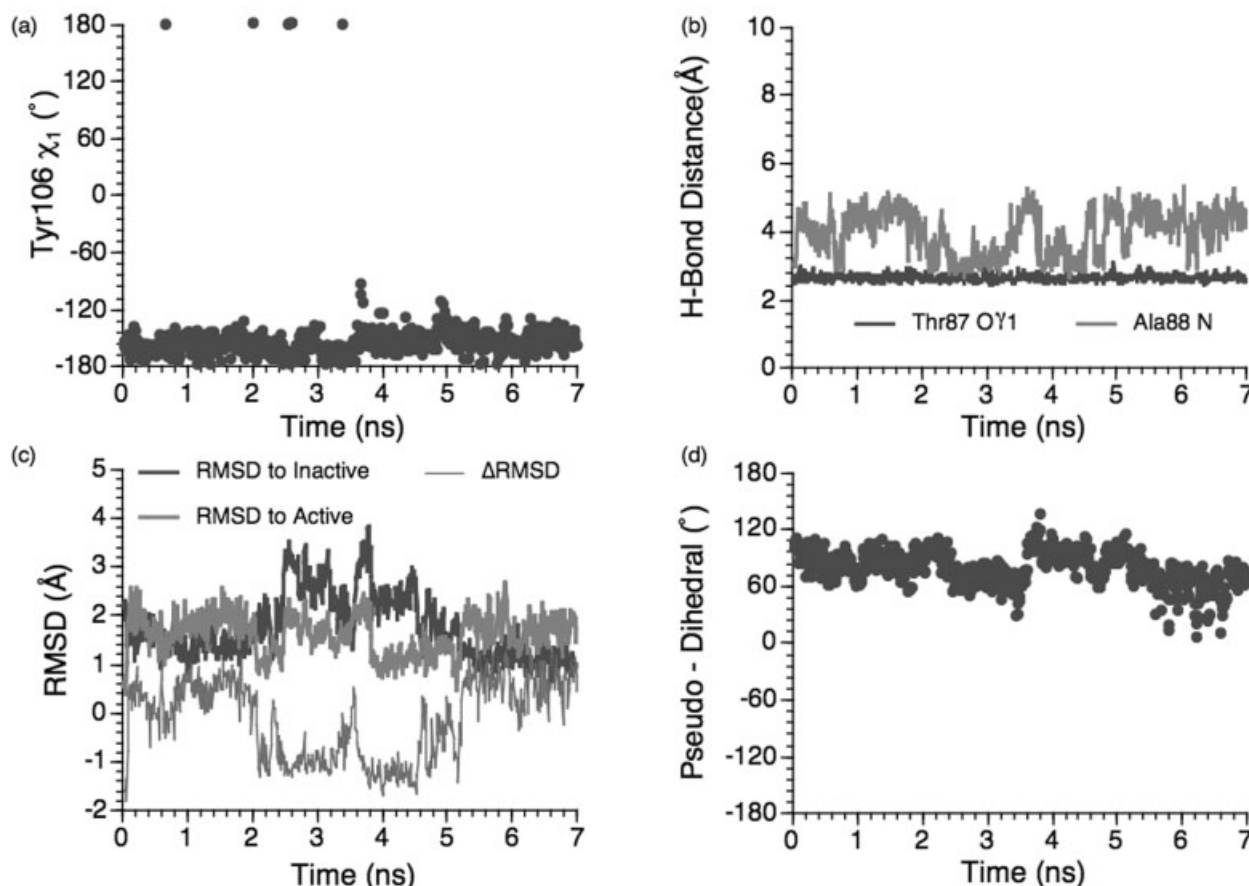 (a)
Tyr106 χ1 (°)
180
120
60
0
-60
-120
-180
0 1 2 3 4 5 6 7
Time (ns)
(b)
H-Bond Distance(Å)
10
8
6
4
2
0
Thr87 Oγ1 Ala88 N
0 1 2 3 4 5 6 7
Time (ns)
(c)
RMSD to Inactive ΔRMSD
RMSD to Active
RMSD (Å)
5
4
3
2
1
0
-1
-2
0 1 2 3 4 5 6 7
Time (ns)
(d)
Pseudo - Dihedral (°)
180
120
60
0
-60
-120
-180
0 1 2 3 4 5 6 7
Time (ns)